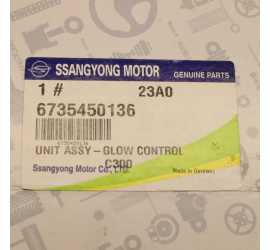 SSANGYONG MOTOR
GENUINE PARTS
1 # 23A0
6735450136
UNIT ASSY-GLOW CONTROL
C300
Ssangyong Motor Co., Ltd.
Made in Germany